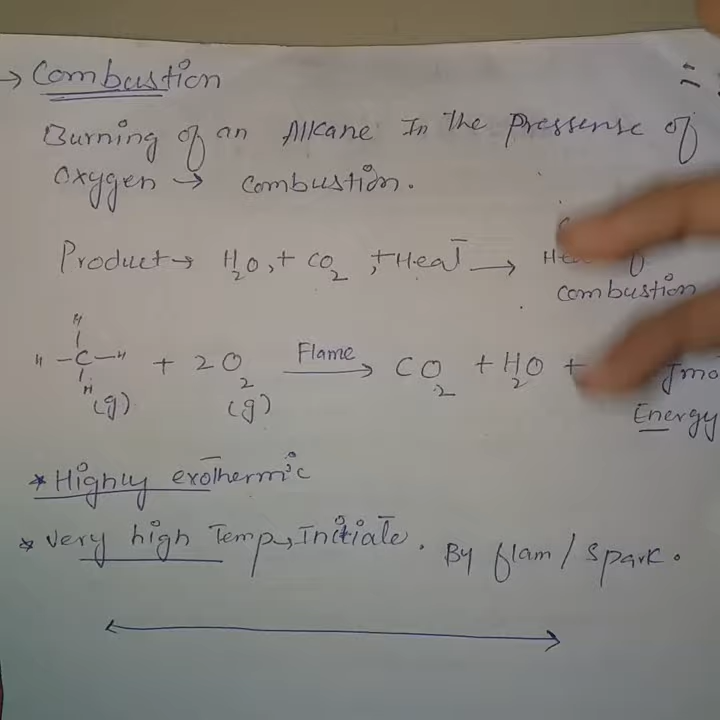 → Combustion
Burning of an Alkane In The Pressense of
Oxygen → combustion.
Product → H₂O, + CO₂, + Heat →
combustion
H
H – C – H + 2O₂ Flame → CO₂ + H₂O +
H
(g) (g)
Energy
* Highly exothermic
* Very high Temp, Initiate. By flam / spark.